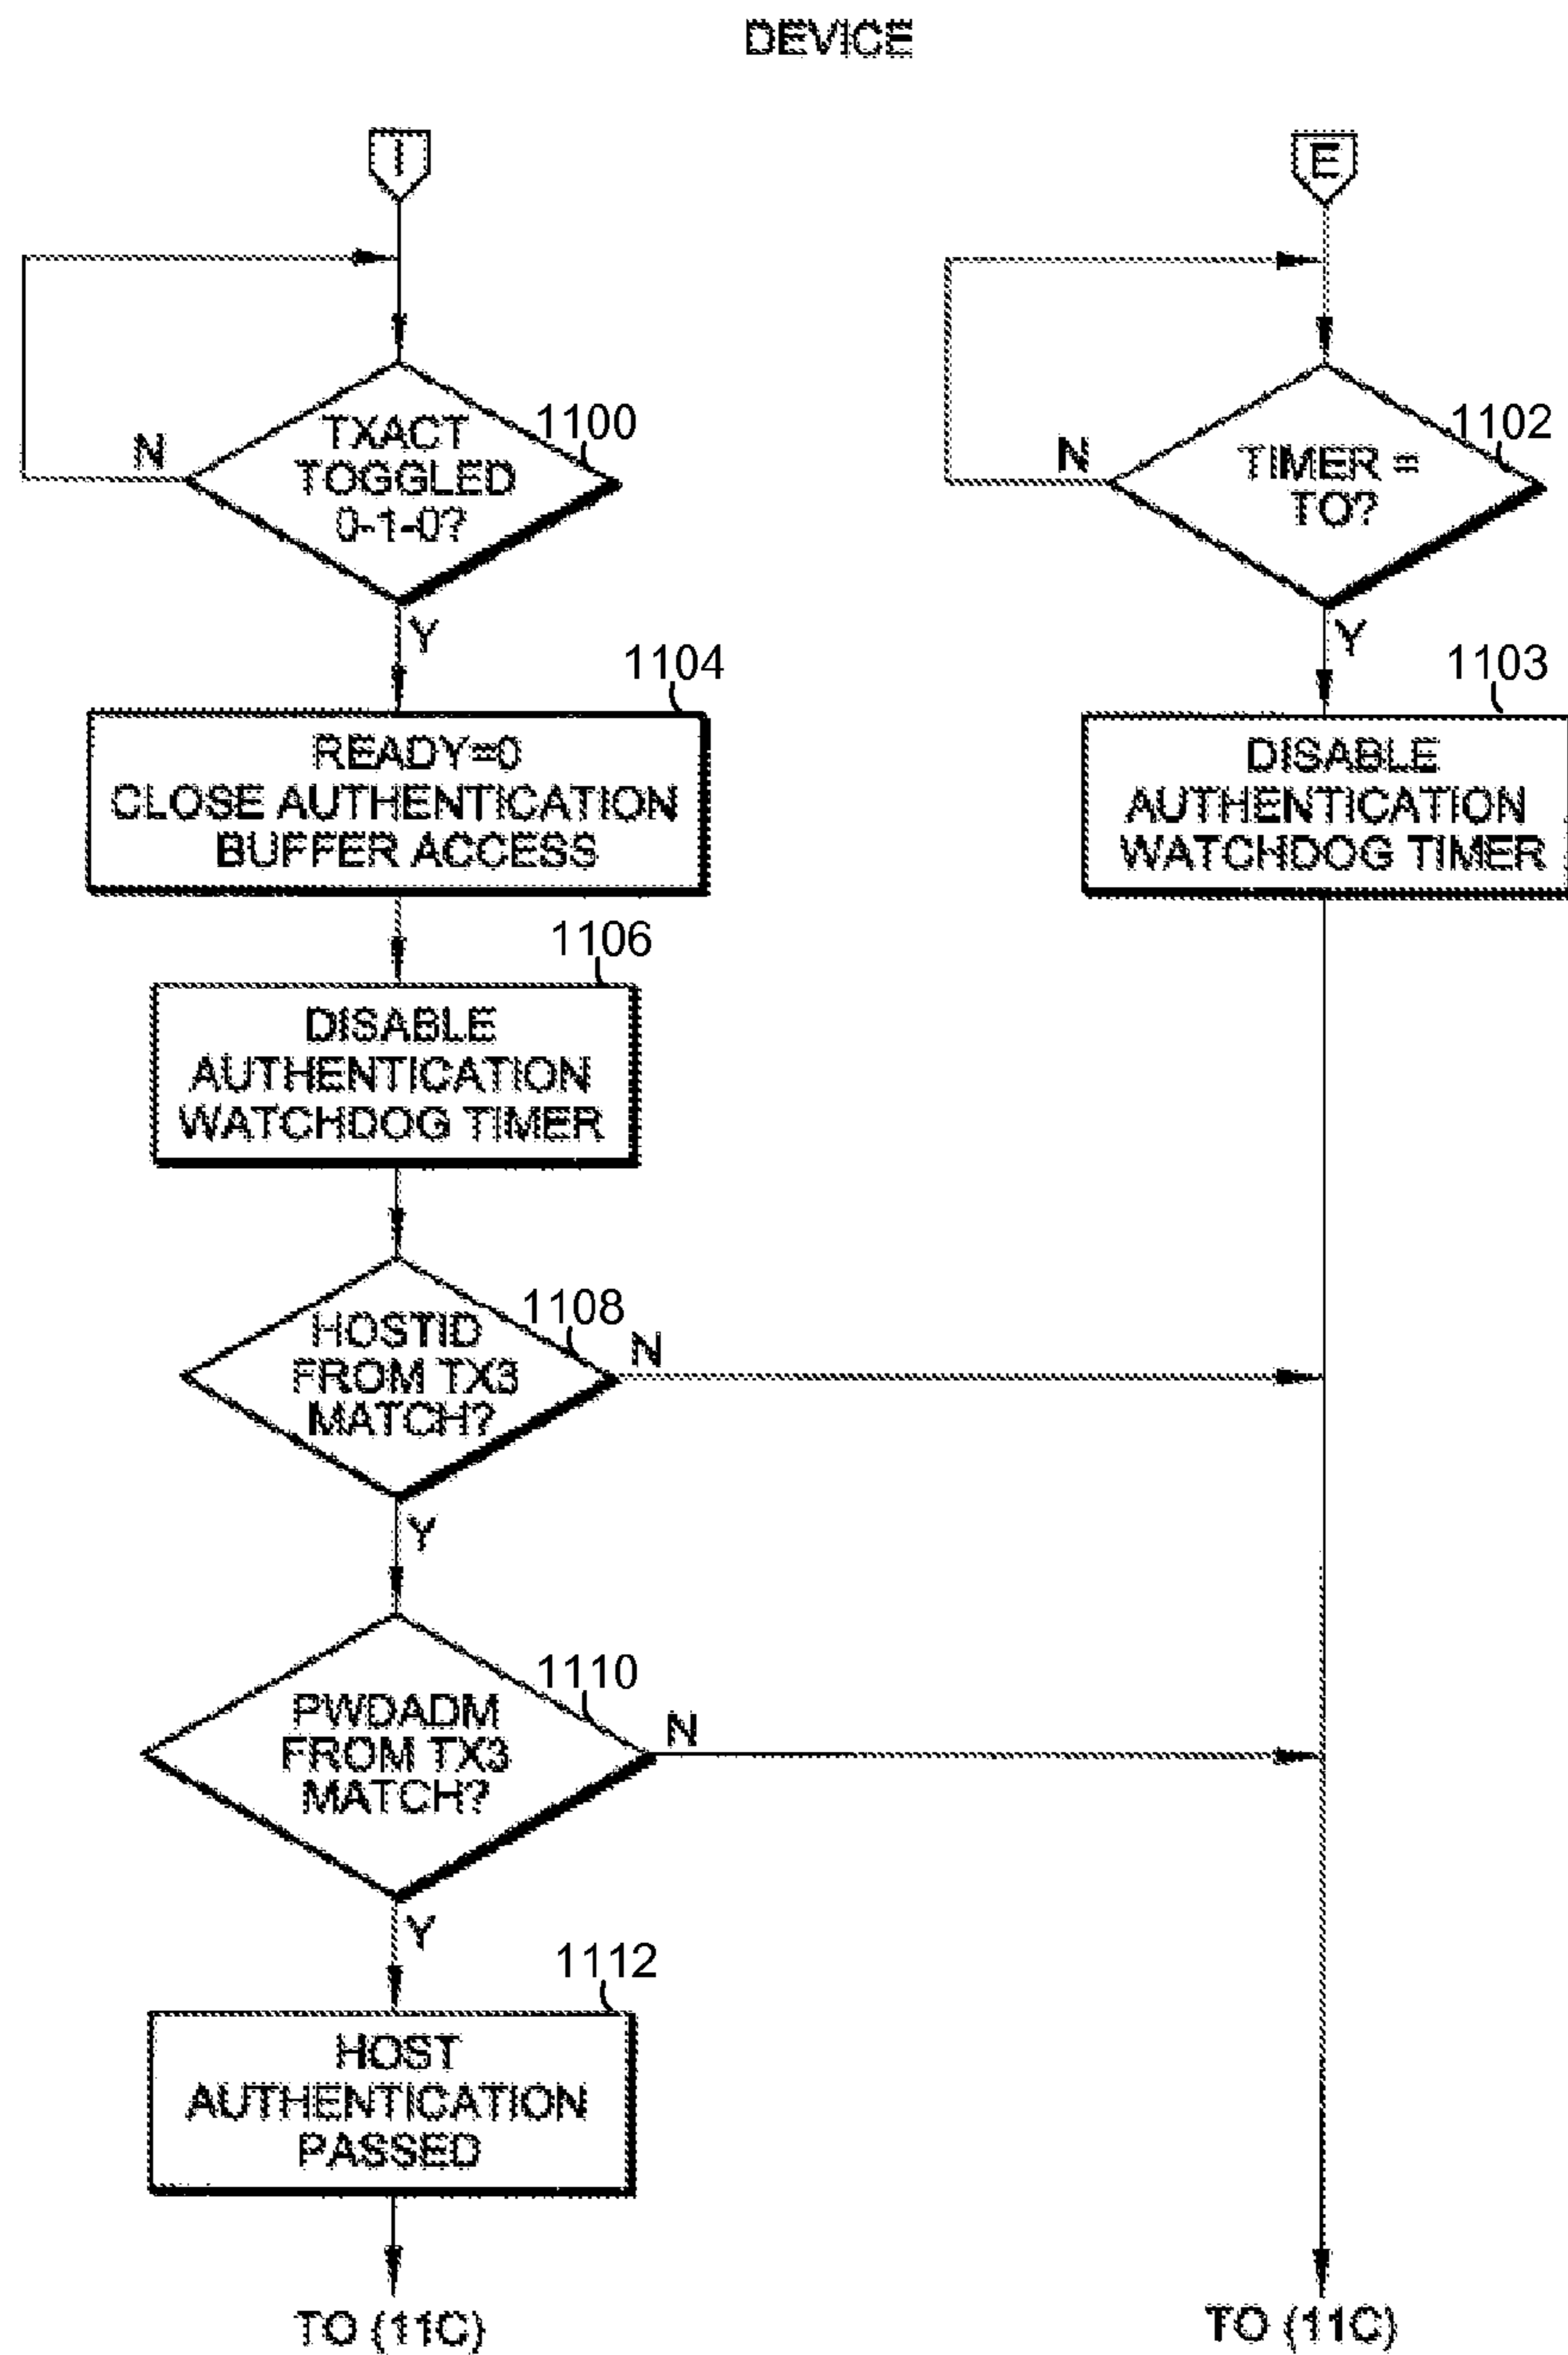 DEVICE
I
E
N
TXACT
TOGGLED
0-1-0?
1100
Y
N
TIMER =
TO?
1102
Y
1104
READY=0
CLOSE AUTHENTICATION
BUFFER ACCESS
1103
DISABLE
AUTHENTICATION
WATCHDOG TIMER
1106
DISABLE
AUTHENTICATION
WATCHDOG TIMER
1108
HOSTID
FROM TX3
MATCH?
N
Y
1110
PWDADM
FROM TX3
MATCH?
N
Y
1112
HOST
AUTHENTICATION
PASSED
TO (11C)
TO (11C)